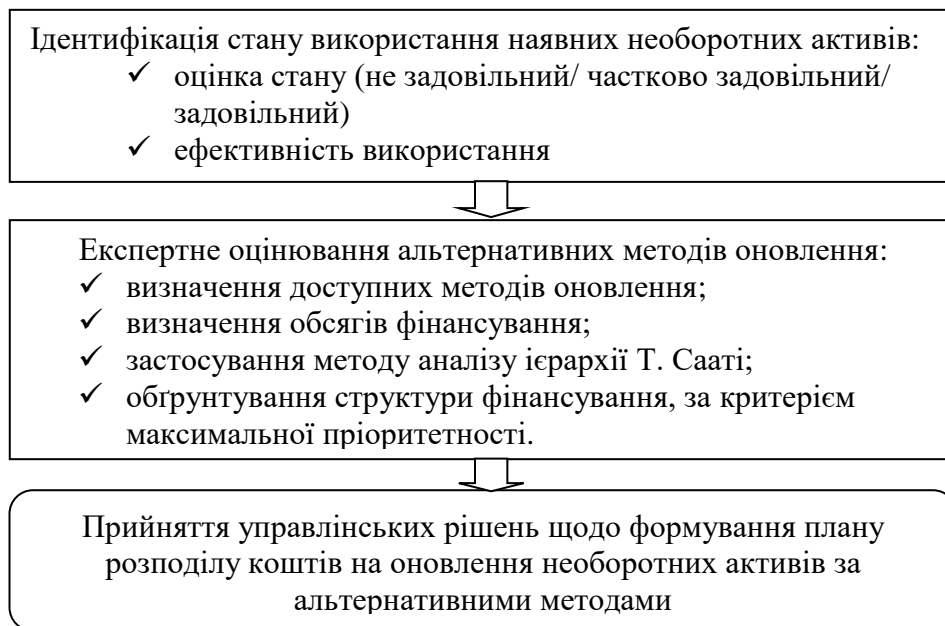 Ідентифікація стану використання наявних необоротних активів:
✓ оцінка стану (не задовільний/ частково задовільний/
задовільний)
✓ ефективність використання
Експертне оцінювання альтернативних методів оновлення:
✓ визначення доступних методів оновлення;
✓ визначення обсягів фінансування;
✓ застосування методу аналізу ієрархії Т. Сааті;
✓ обґрунтування структури фінансування, за критерієм
максимальної пріоритетності.
Прийняття управлінських рішень щодо формування плану
розподілу коштів на оновлення необоротних активів за
альтернативними методами